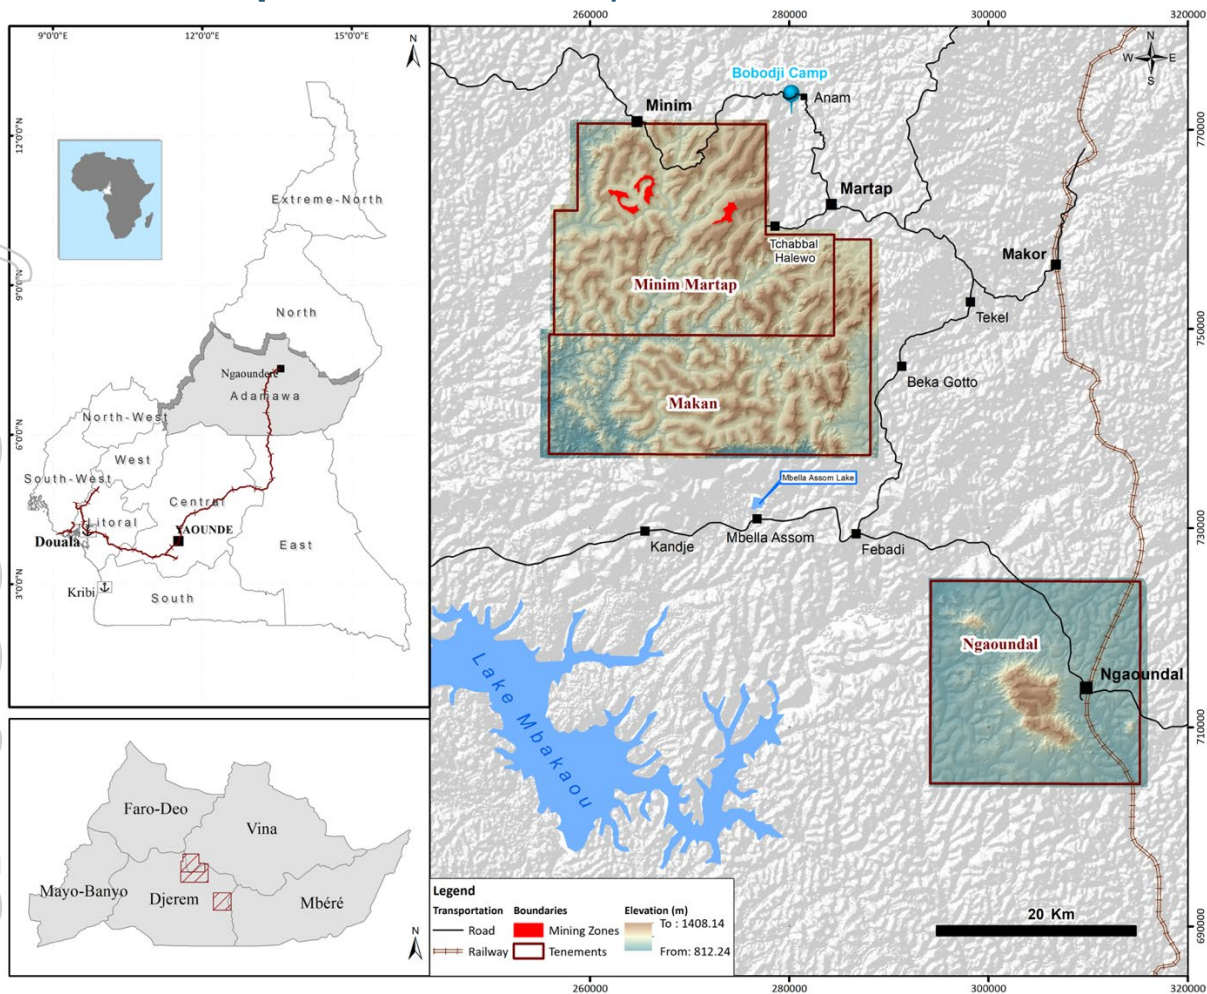 260000
280000
300000
320000
9°0'0"E
12°0'0"E
15°0'0"E
N
12°0'0"N
9°0'0"N
6°0'0"N
3°0'0"N
Extreme-North
North
Ngaoundere
Adamawa
North-West
West
South-West
Central
Litoral
YAOUNDE
Douala
East
Kribi
South
N
W
E
S
Bobodji Camp
Anam
Minim
Martap
Tchabbal
Halewo
Makor
Minim Martap
Tekel
Beka Gotto
Makan
Mbella Assom Lake
Kandje
Mbella Assom
Febadi
Ngaoundal
Ngaoundal
Lake Mbakaou
770000
750000
730000
710000
690000
Faro-Deo
Vina
Mayo-Banyo
Djerem
Mbéré
N
Legend
Transportation
Road
Railway
Boundaries
Mining Zones
Tenements
Elevation (m)
To : 1408.14
From: 812.24
20 Km
260000
280000
300000
320000